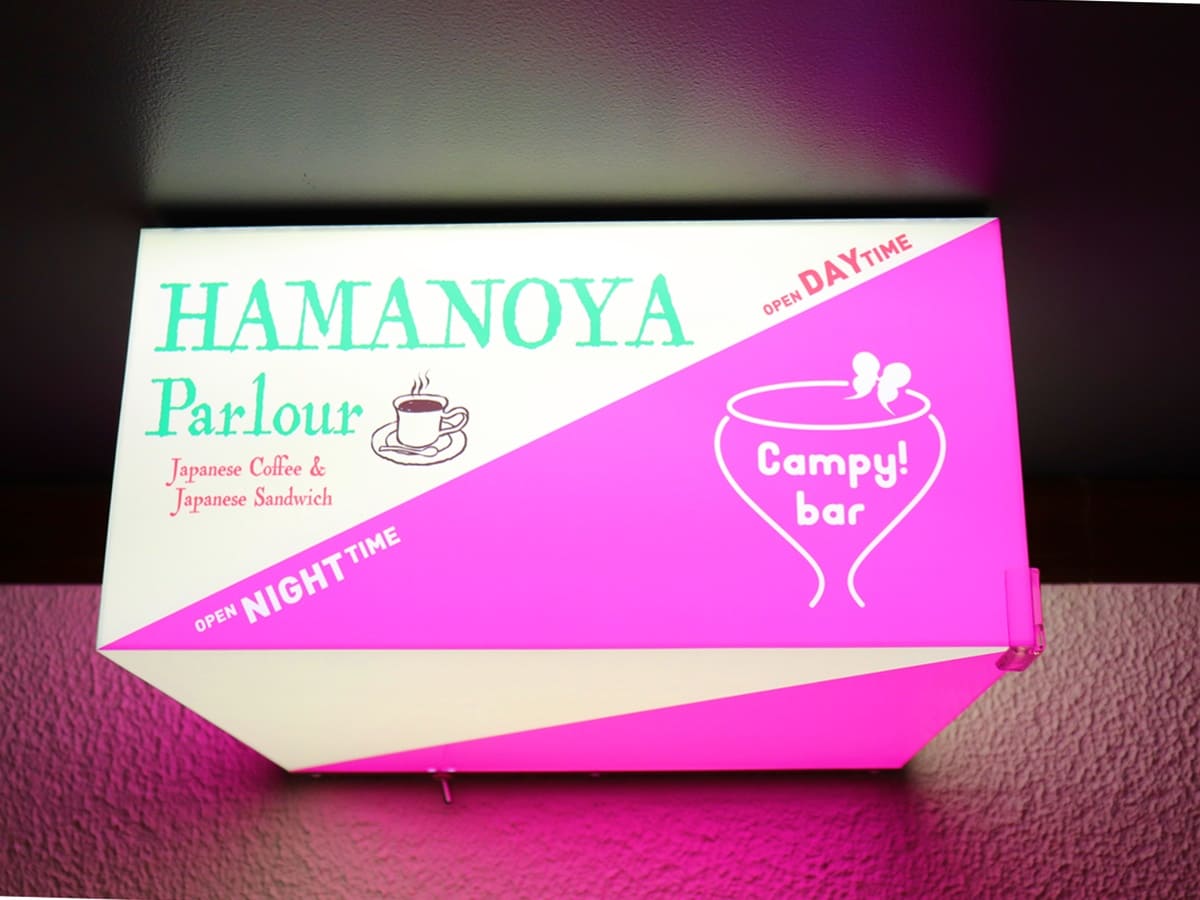 HAMANOYA
Parlour
Japanese Coffee &
Japanese Sandwich
OPEN DAYTIME
OPEN NIGHTTIME
Campy!
bar